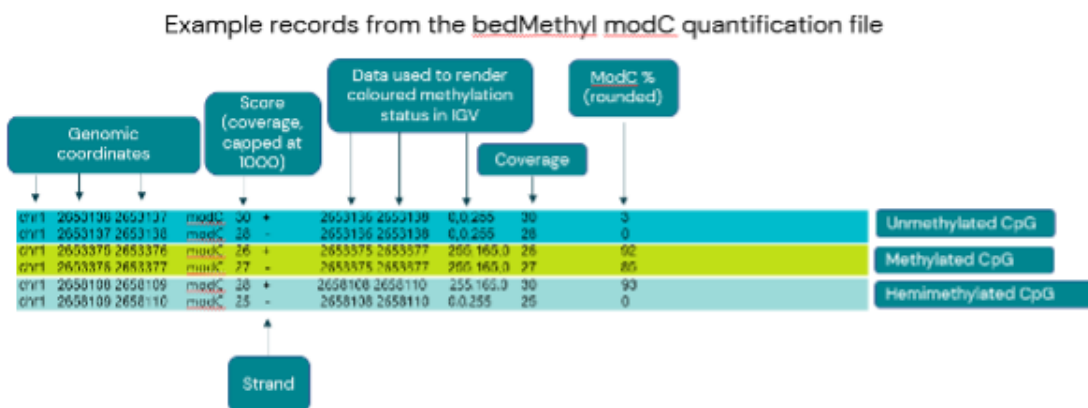 Example records from the bedMethyl modC quantification file
Genomic
coordinates
Score
(coverage,
capped at
1000)
Data used to render
coloured methylation
status in IGV
Coverage
ModC %
(rounded)
chr1 2653136 2653137 modC 30 + 2653136 2653138 0,0,255 30 3
chr1 2653137 2653138 modC 28 - 2653136 2653138 0,0,255 28 0
chr1 2653375 2653376 modC 26 + 2653375 2653377 255,165,0 26 92
chr1 2653376 2653377 modC 27 - 2653375 2653377 255,165,0 27 85
chr1 2658108 2658109 modC 28 + 2658108 2658110 255,165,0 30 93
chr1 2658109 2658110 modC 25 - 2658108 2658110 0,0,255 25 0
Unmethylated CpG
Methylated CpG
Hemimethylated CpG
Strand